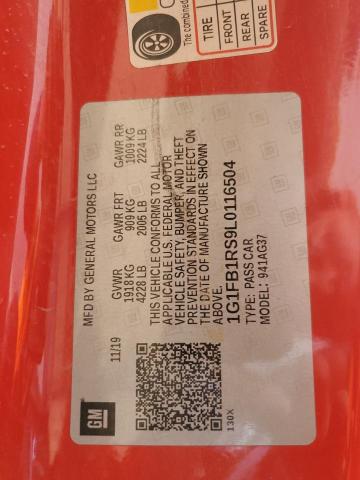 The combined
TIRE
FRONT
REAR
SPARE
MFD BY GENERAL MOTORS LLC
11/19
GM
GVWR GAWR FRT GAWR RR
1918 KG 909 KG 1009 KG
4228 LB 2005 LB 2224 LB
THIS VEHICLE CONFORMS TO ALL
APPLICABLE U.S. FEDERAL MOTOR
VEHICLE SAFETY, BUMPER, AND THEFT
PREVENTION STANDARDS IN EFFECT ON
THE DATE OF MANUFACTURE SHOWN
ABOVE.
1G1FB1RS9L0116504
TYPE: PASS CAR
MODEL: 941AG37
130X